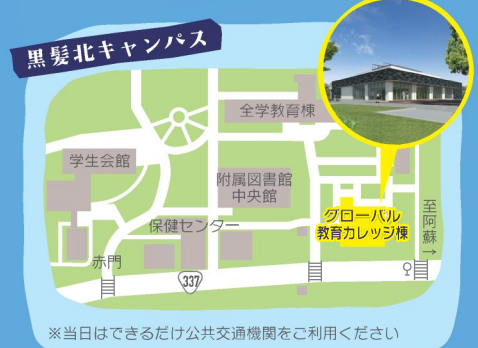 黒髪北キャンパス
全学教育棟
学生会館
附属図書館
中央館
グローバル
教育カレッジ棟
至阿蘇→
保健センター
赤門
337
※当日はできるだけ公共交通機関をご利用ください